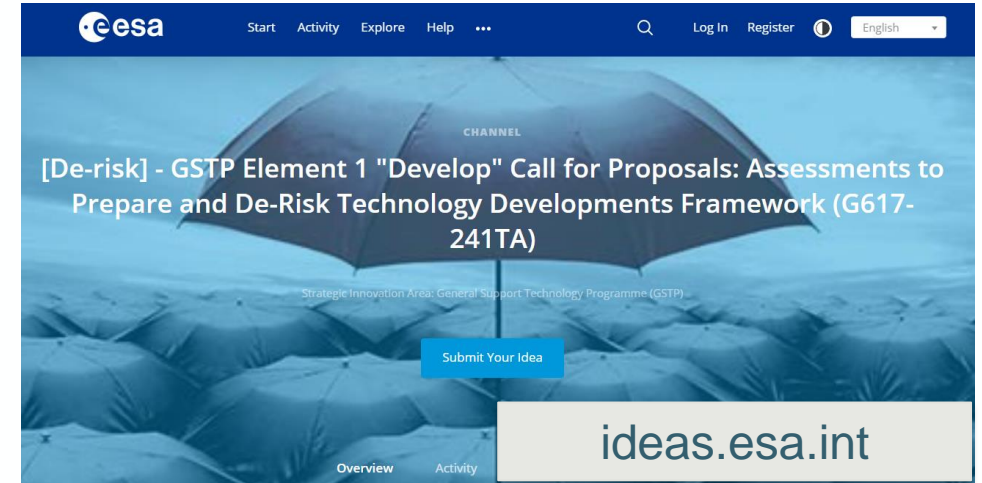 esa
Start Activity Explore Help ••• Log In Register English
CHANNEL
[De-risk] - GSTP Element 1 "Develop" Call for Proposals: Assessments to
Prepare and De-Risk Technology Developments Framework (G617-
241TA)
Strategic Innovation Area: General Support Technology Programme (GSTP)
Submit Your Idea
ideas.esa.int
Overview Activity